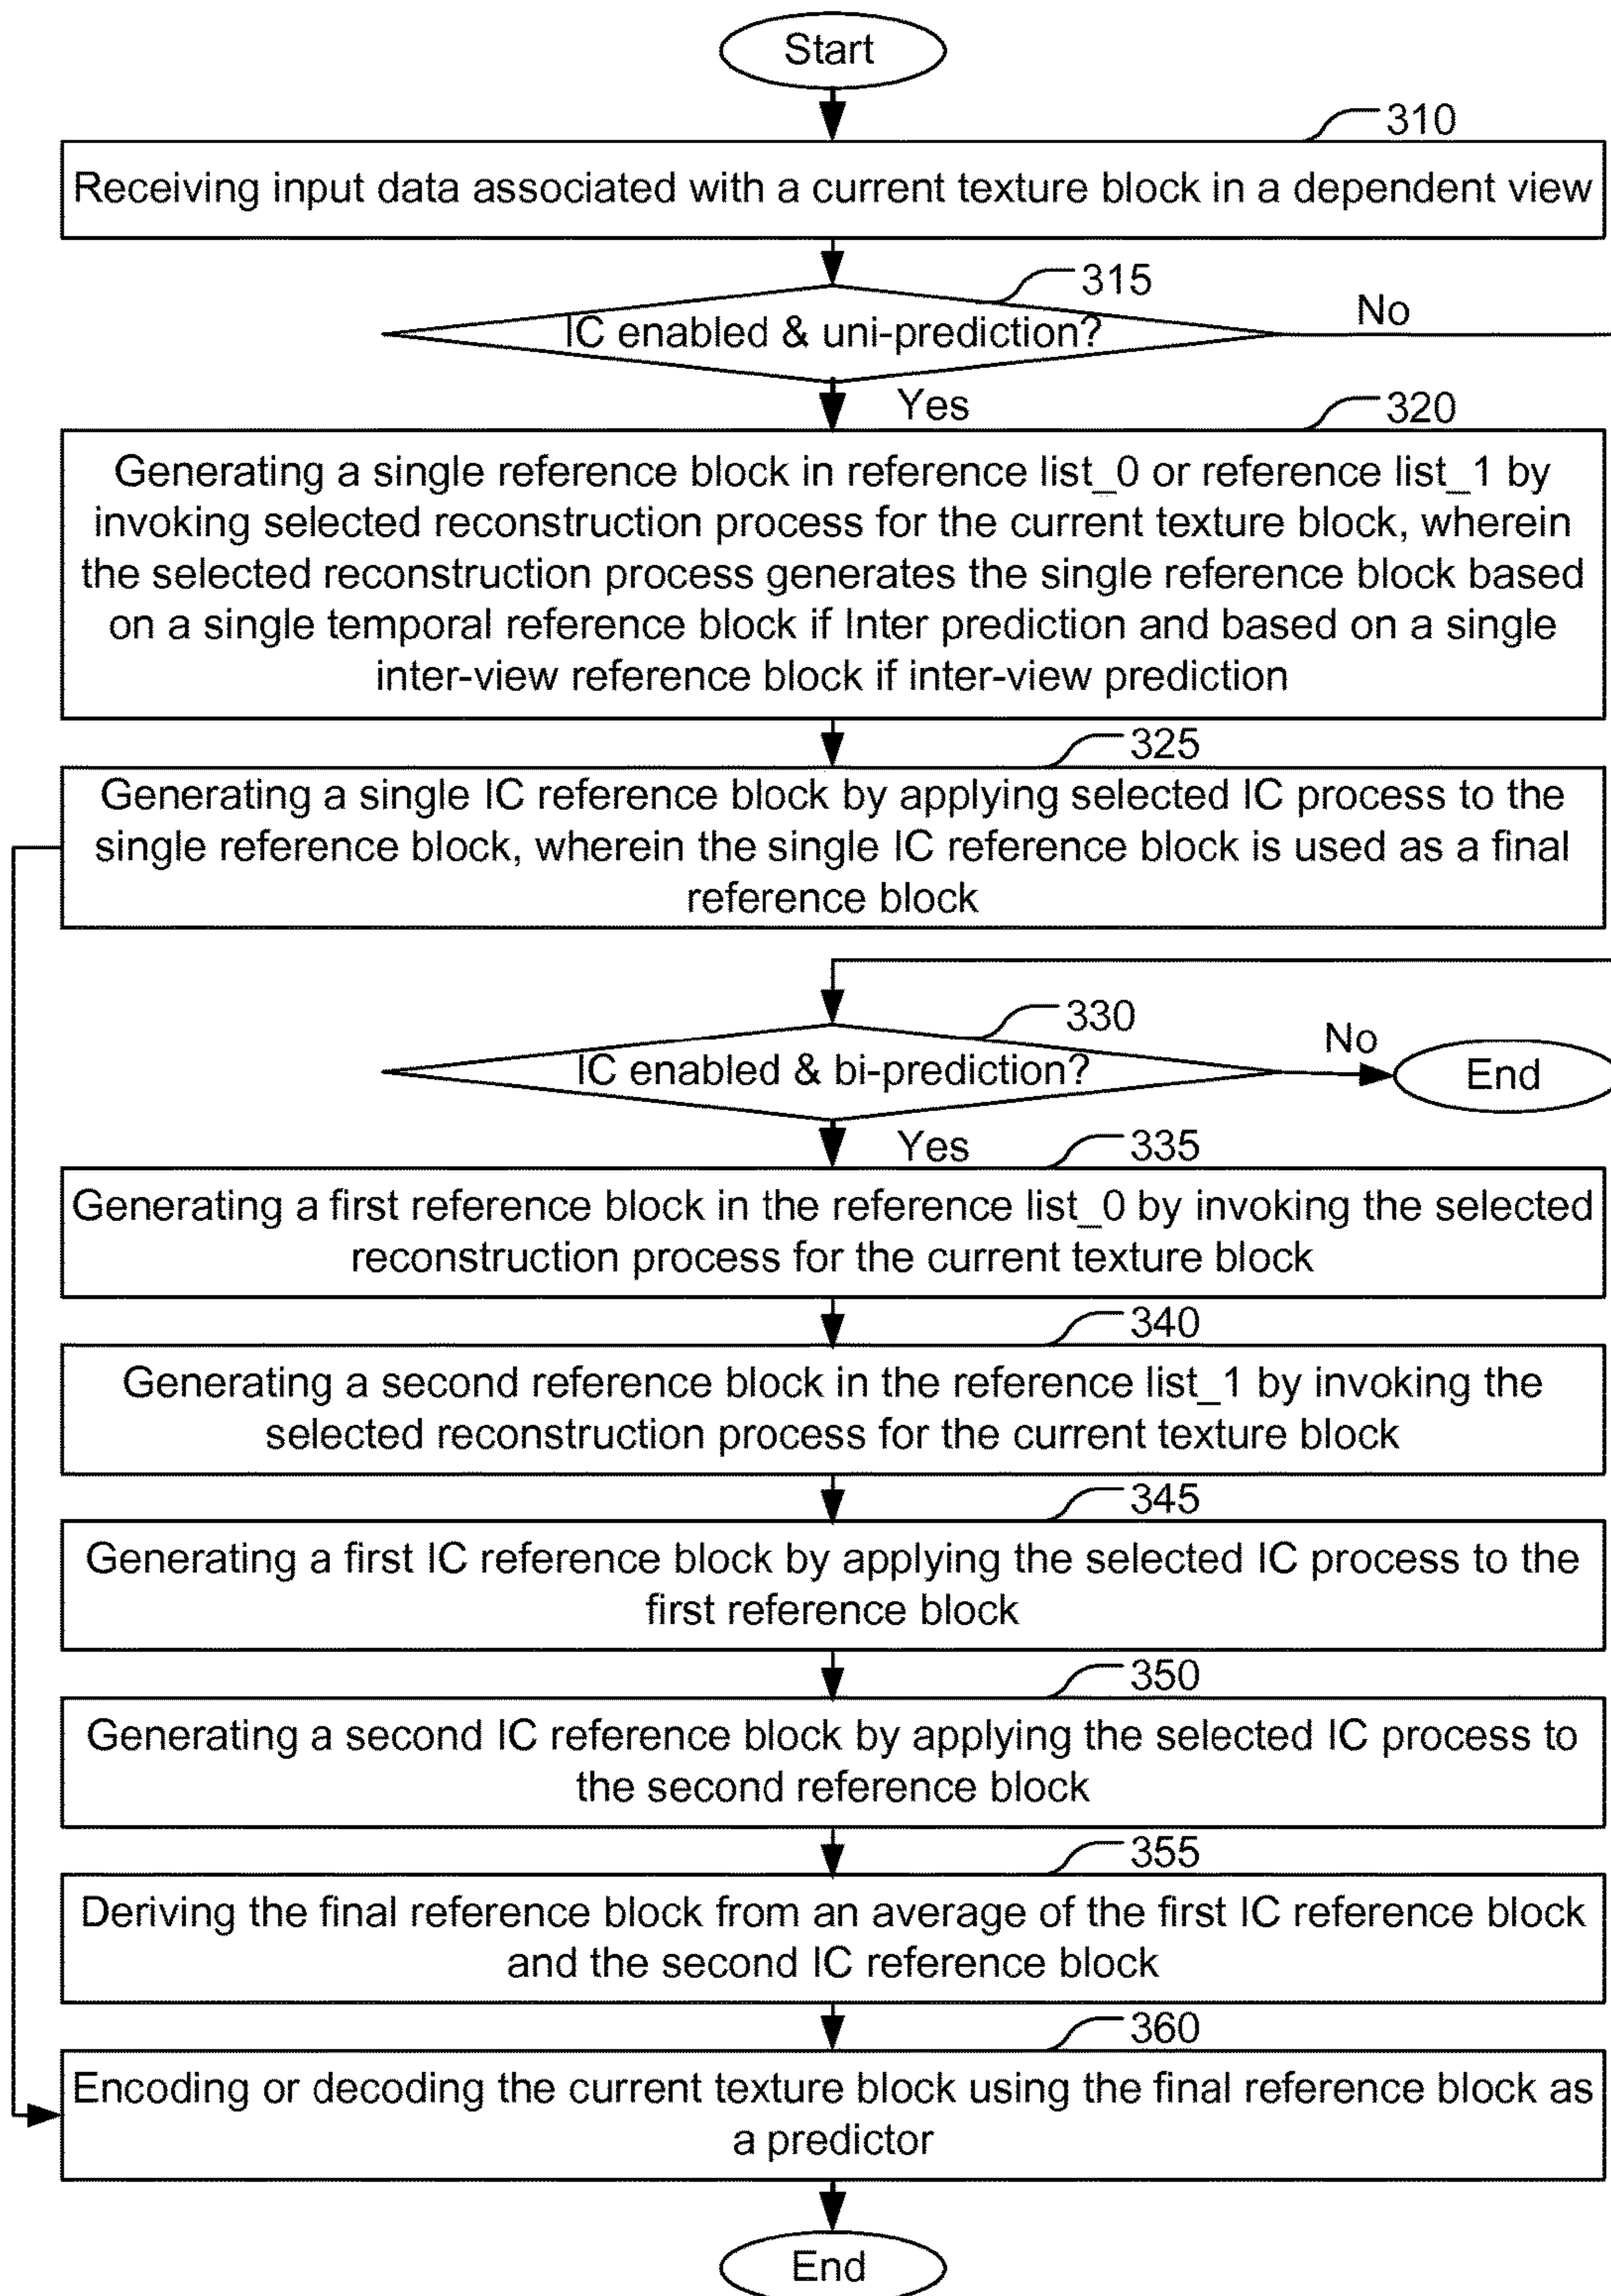 Start
310
Receiving input data associated with a current texture block in a dependent view
315
IC enabled & uni-prediction?
No
Yes
320
Generating a single reference block in reference list_0 or reference list_1 by
invoking selected reconstruction process for the current texture block, wherein
the selected reconstruction process generates the single reference block based
on a single temporal reference block if Inter prediction and based on a single
inter-view reference block if inter-view prediction
325
Generating a single IC reference block by applying selected IC process to the
single reference block, wherein the single IC reference block is used as a final
reference block
330
IC enabled & bi-prediction?
No
End
Yes
335
Generating a first reference block in the reference list_0 by invoking the selected
reconstruction process for the current texture block
340
Generating a second reference block in the reference list_1 by invoking the
selected reconstruction process for the current texture block
345
Generating a first IC reference block by applying the selected IC process to the
first reference block
350
Generating a second IC reference block by applying the selected IC process to
the second reference block
355
Deriving the final reference block from an average of the first IC reference block
and the second IC reference block
360
Encoding or decoding the current texture block using the final reference block as
a predictor
End